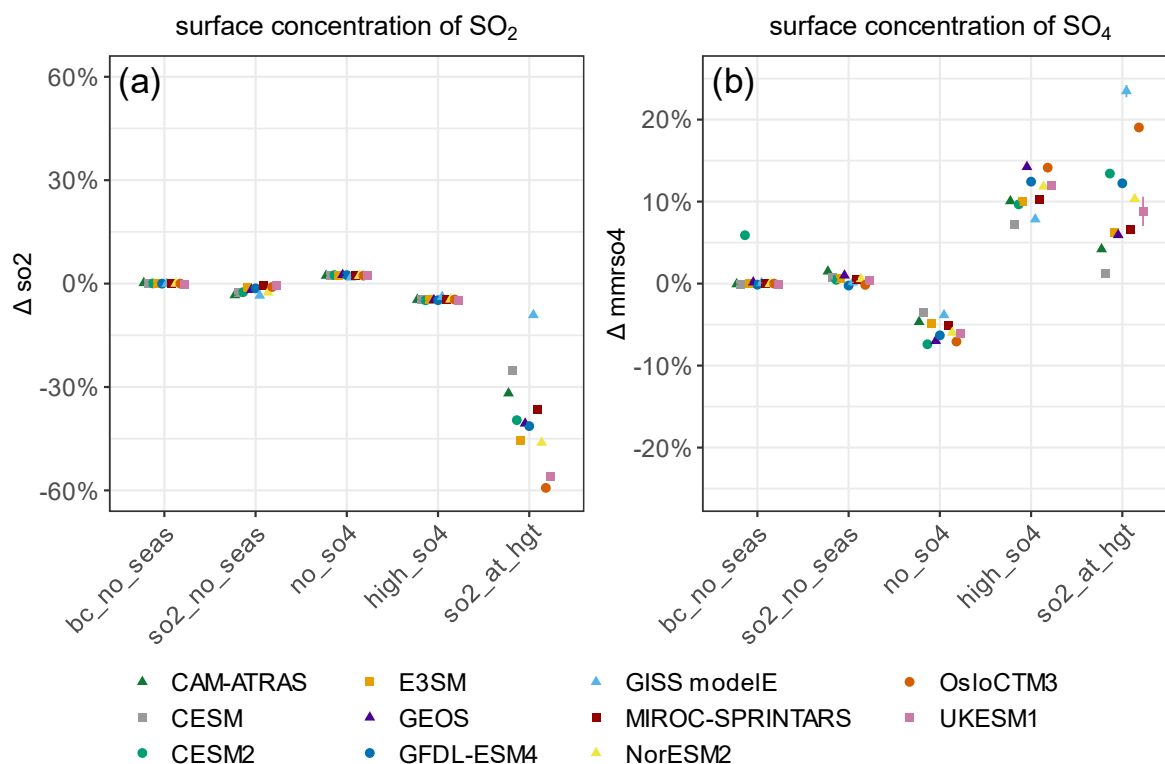 surface concentration of SO₂
(a)
Δ so2
60%
30%
0%
-30%
-60%
bc_no_seas
so2_no_seas
no_so4
high_so4
so2_at_hgt
surface concentration of SO₄
(b)
Δ mmrso4
20%
10%
0%
-10%
-20%
bc_no_seas
so2_no_seas
no_so4
high_so4
so2_at_hgt
CAM-ATRAS
E3SM
GISS modelE
OsloCTM3
CESM
GEOS
MIROC-SPRINTARS
UKESM1
CESM2
GFDL-ESM4
NorESM2